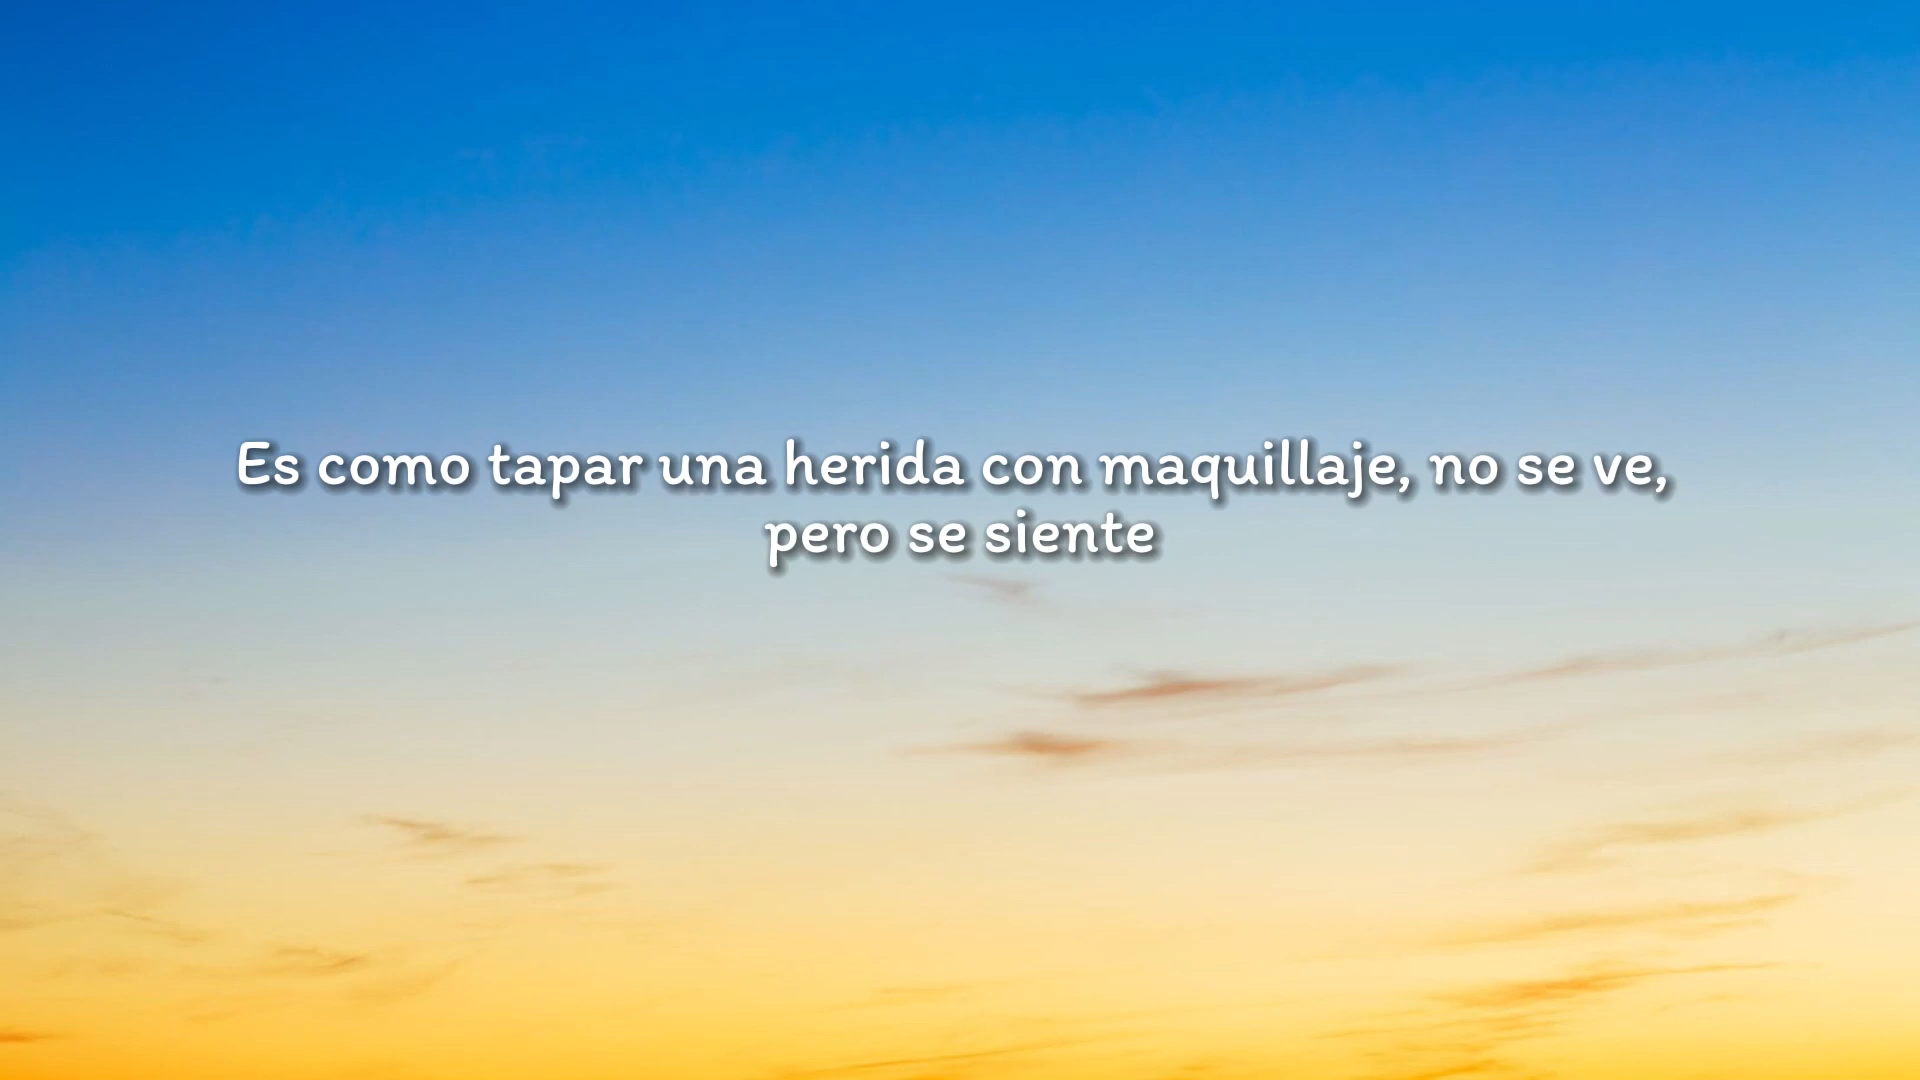 Es como tapar una herida con maquillaje, no se ve,
pero se siente